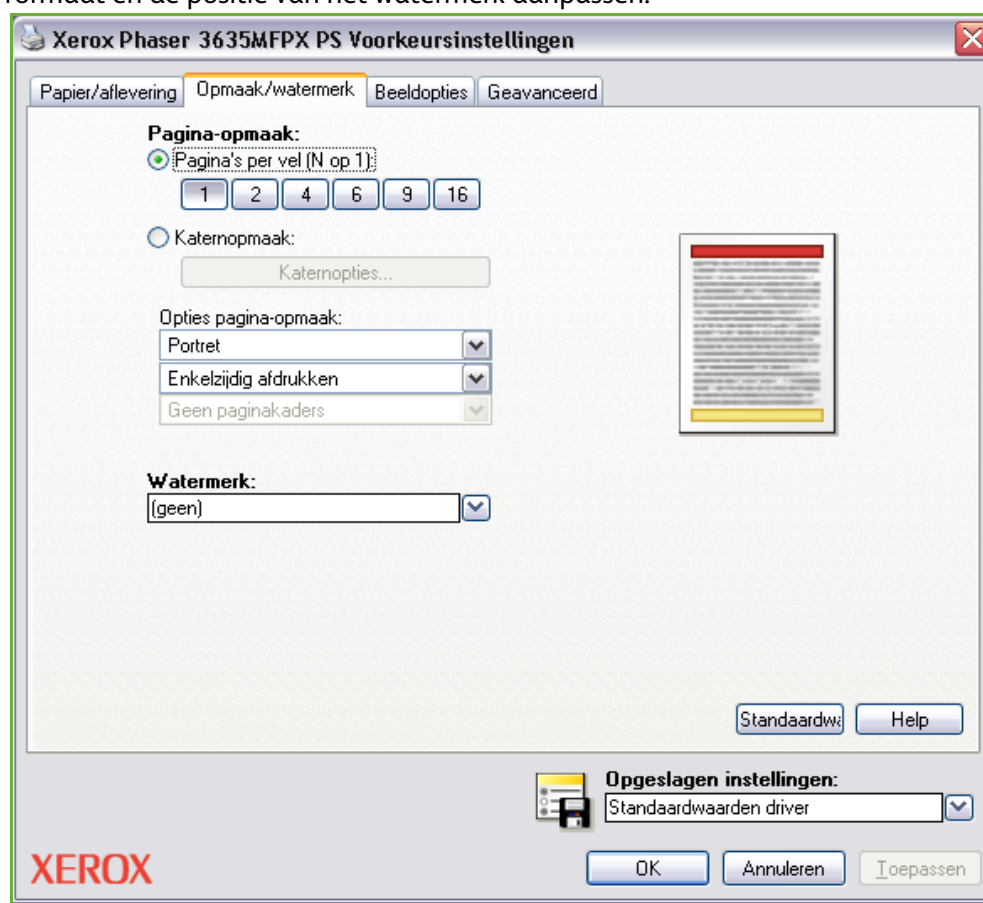 formaat en de positie van het watermerk aanpassen.
Xerox Phaser 3635MFPX PS Voorkeursinstellingen
Papier/aflevering Opmaak/watermerk Beeldopties Geavanceerd
Pagina-opmaak:
Pagina's per vel (N op 1):
1 2 4 6 9 16
Katernopmaak:
Katernopties...
Opties pagina-opmaak:
Portret
Enkelzijdig afdrukken
Geen paginakaders
Watermerk:
(geen)
Standaardwa Help
Opgeslagen instellingen:
Standaardwaarden driver
XEROX OK Annuleren Toepassen